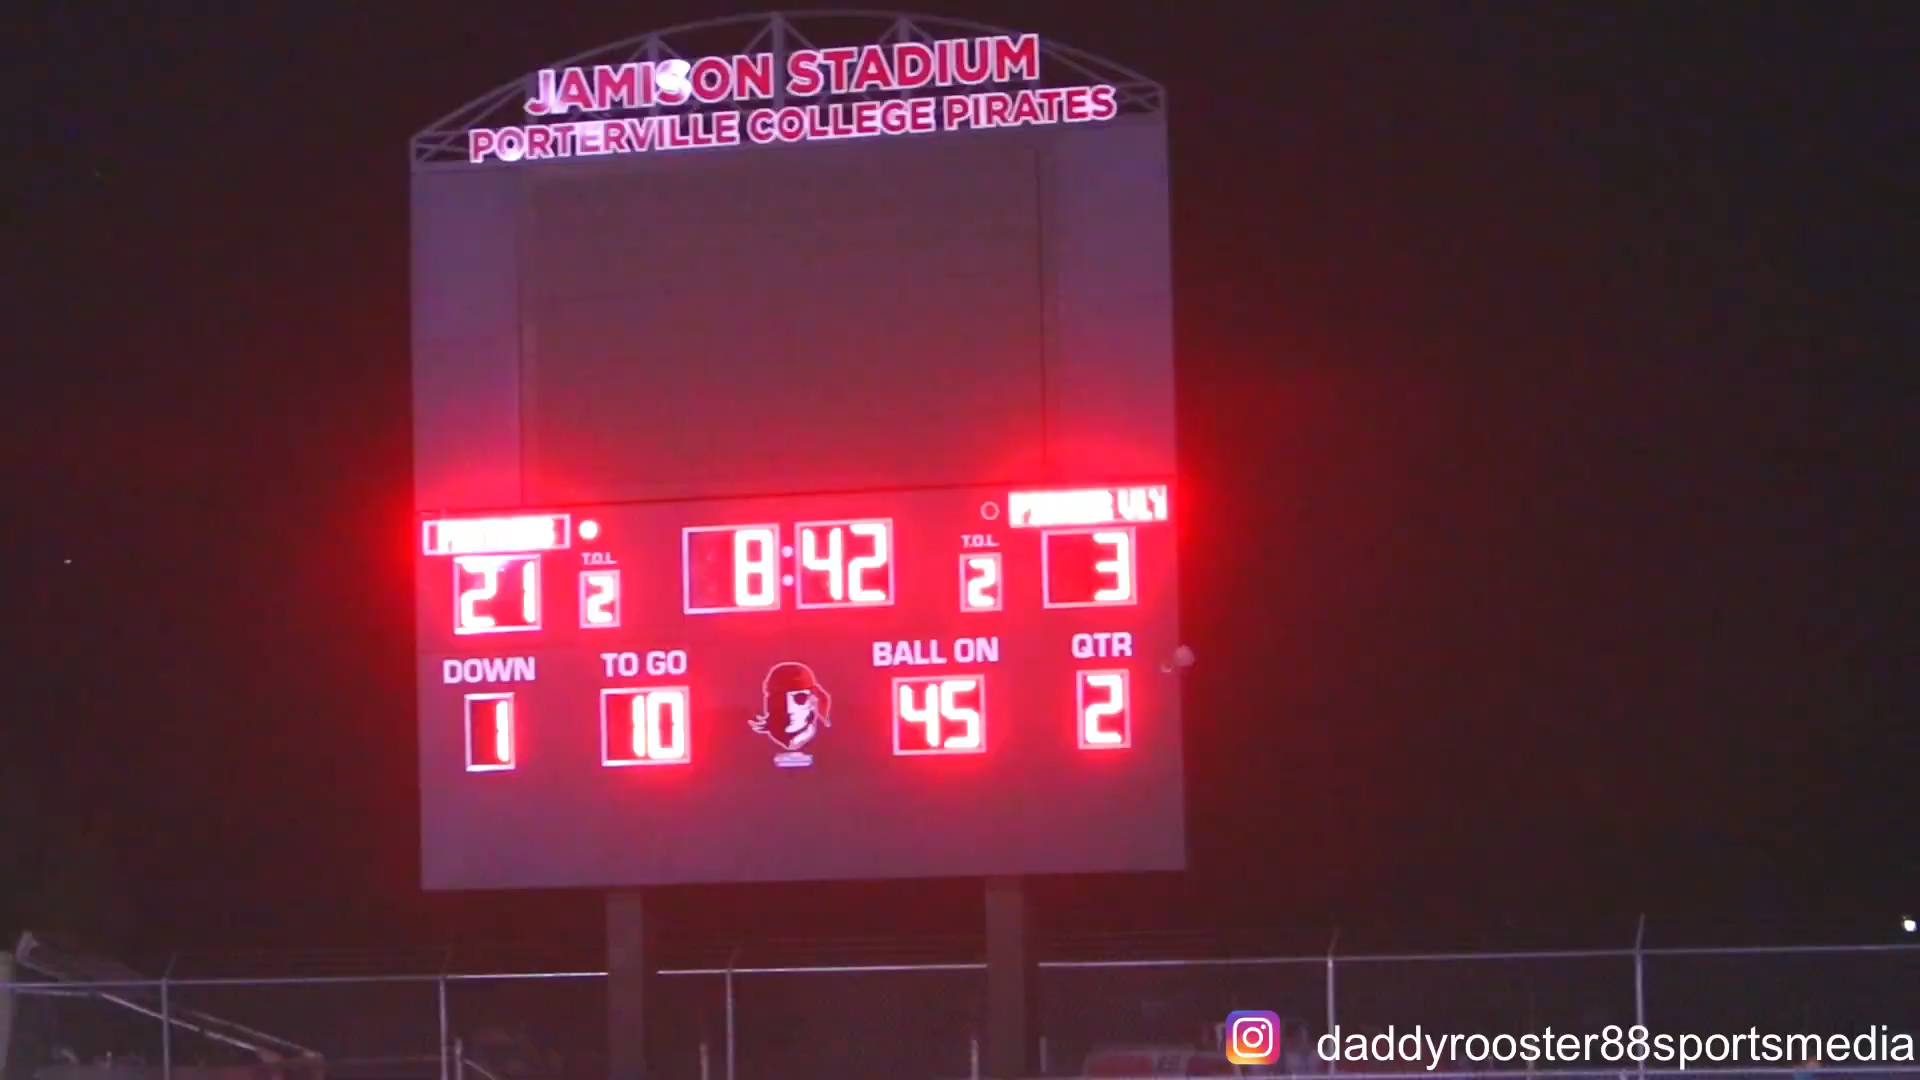 JAMISON STADIUM
PORTERVILLE COLLEGE PIRATES
VLY
T.O.L.
8:42
T.O.L.
21
2
2
3
DOWN
TO GO
BALL ON
QTR
1
10
45
2
daddyrooster88sportsmedia